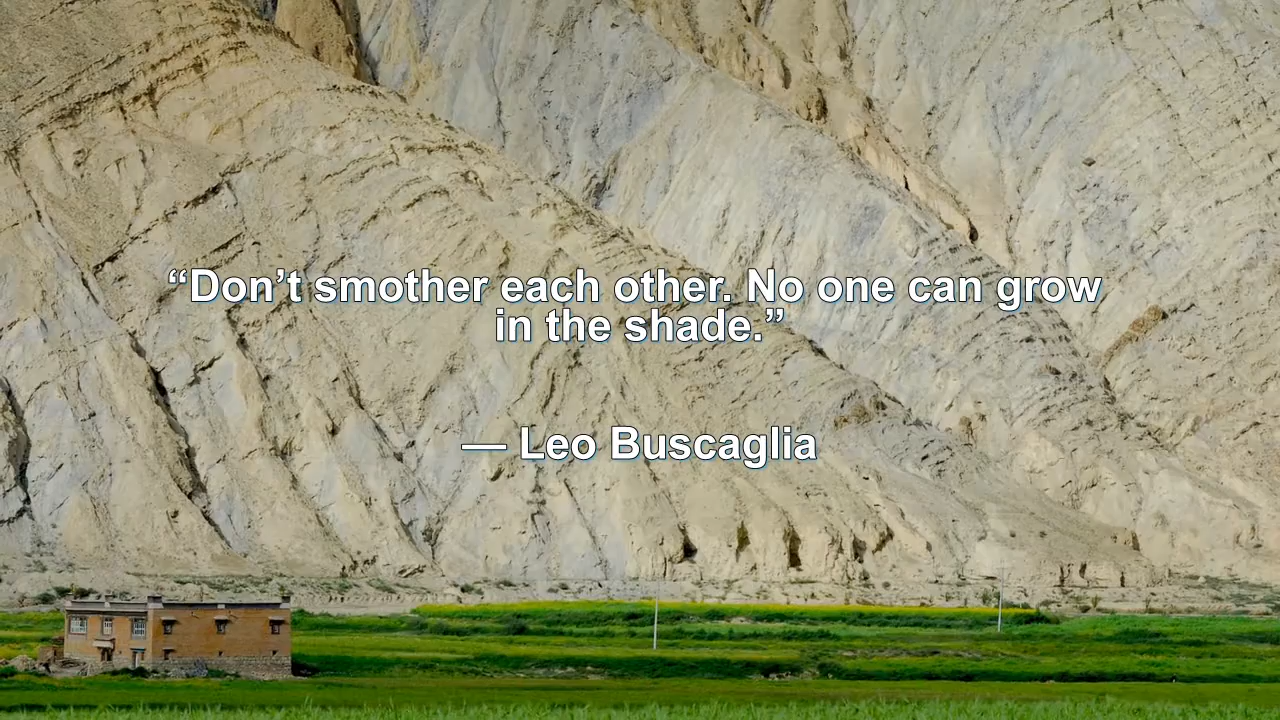 “Don’t smother each other. No one can grow
in the shade.”
— Leo Buscaglia